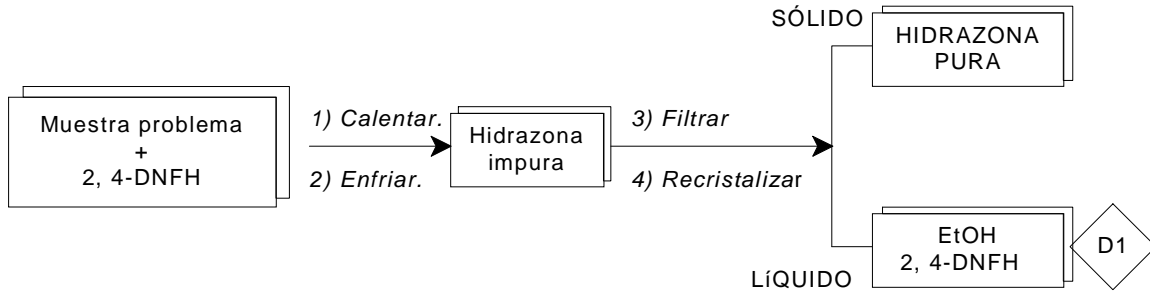 SÓLIDO
HIDRAZONA
PURA
Muestra problema
+
2, 4-DNFH
1) Calentar.
2) Enfriar.
Hidrazona
impura
3) Filtrar
4) Recristalizar
EtOH
2, 4-DNFH
D1
LíQUIDO